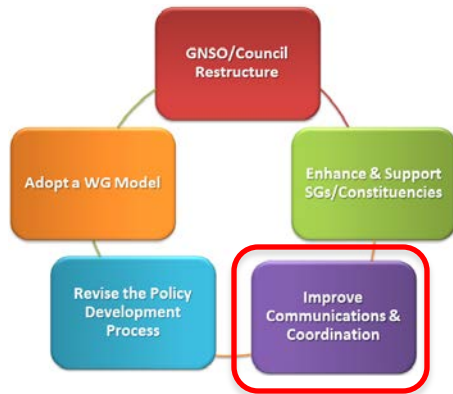 GNSO/Council
Restructure
Adopt a WG Model
Enhance & Support
SGs/Constituencies
Revise the Policy
Development
Process
Improve
Communications &
Coordination